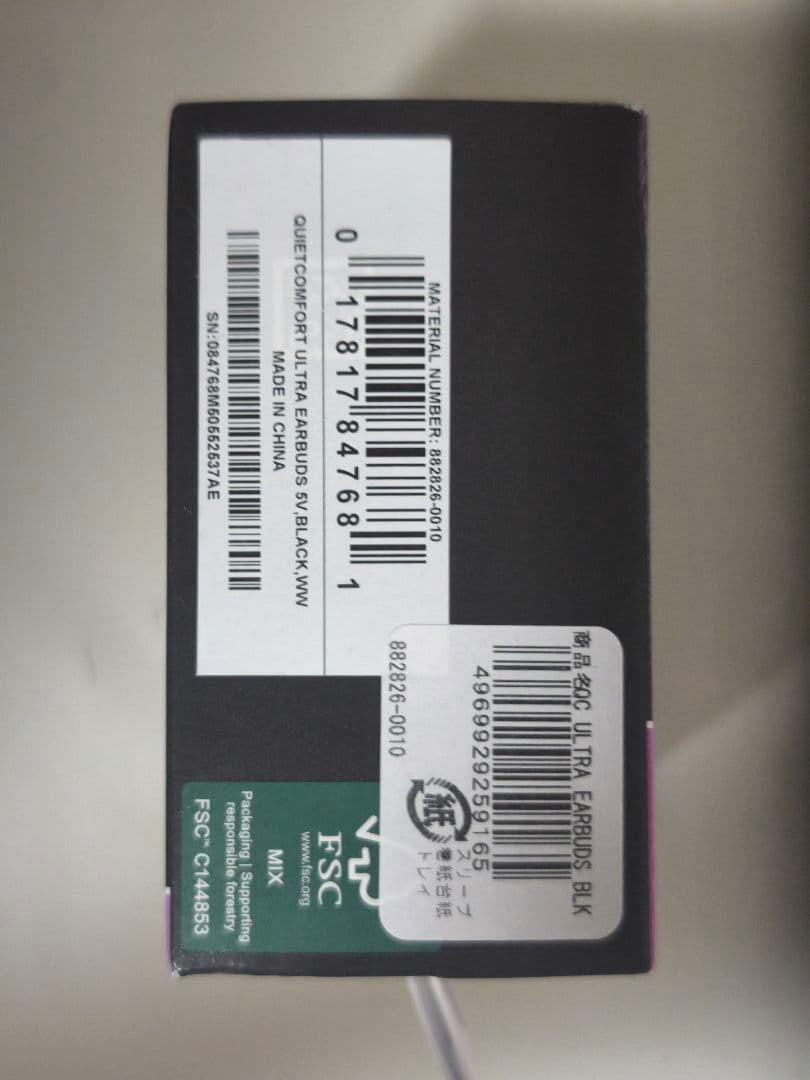 MATERIAL NUMBER: 882826-0010
0 17817 84768 1
QUIETCOMFORT ULTRA EARBUDS 5V,BLACK,WW
MADE IN CHINA
SN:084768M50552537AE
商品名QC ULTRA EARBUDS BLK
4969929259165
紙
スリーブ
巻紙台紙
トレイ
882826-0010
FSC
www.fsc.org
MIX
Packaging | Supporting
responsible forestry
FSC™ C144853